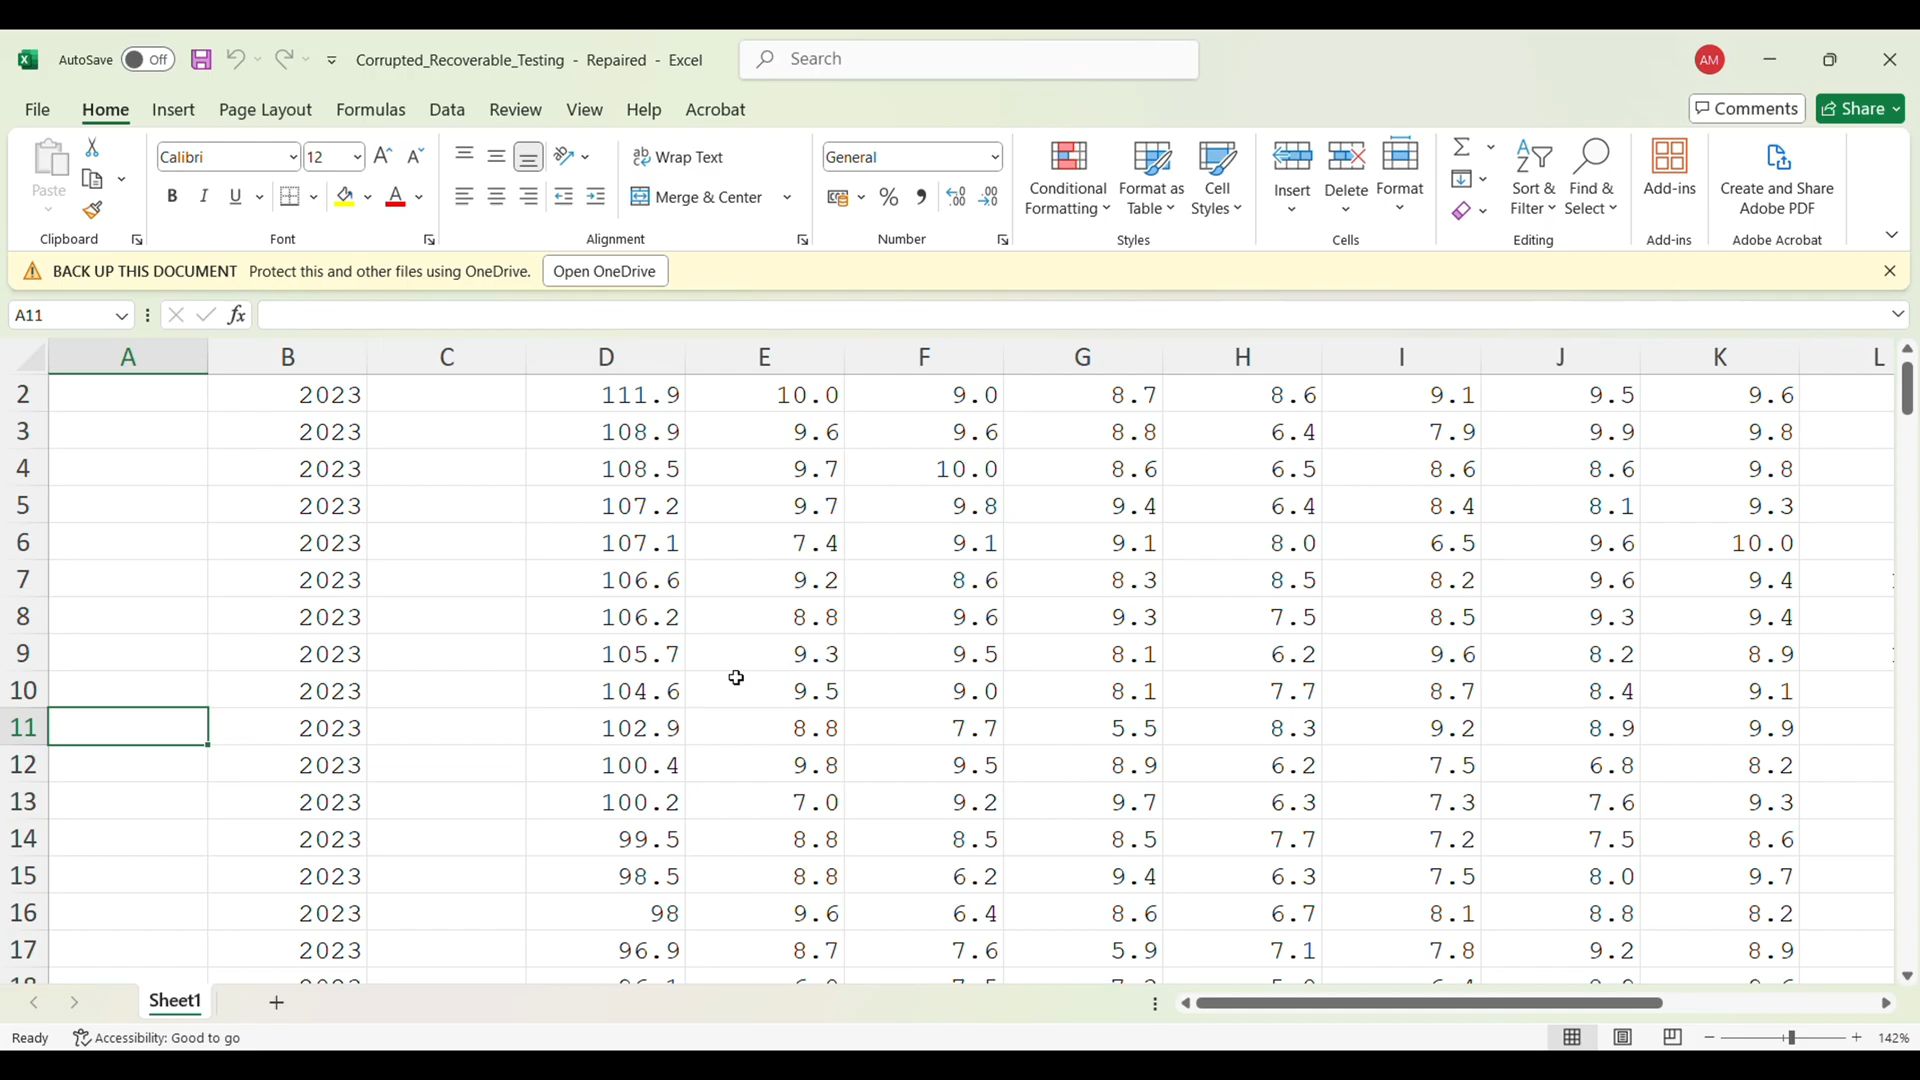 AutoSave Off Corrupted_Recoverable_Testing - Repaired - Excel Search AM
File Home Insert Page Layout Formulas Data Review View Help Acrobat Comments Share
Paste Calibri 12 A A Wrap Text General
B I U A Merge & Center % 9
Conditional Formatting Format as Table Cell Styles Insert Delete Format Sort & Filter Find & Select Add-ins Create and Share Adobe PDF
Clipboard Font Alignment Number Styles Cells Editing Add-ins Adobe Acrobat
BACK UP THIS DOCUMENT Protect this and other files using OneDrive. Open OneDrive
A11 fx
A B C D E F G H I J K L
2 2023 111.9 10.0 9.0 8.7 8.6 9.1 9.5 9.6
3 2023 108.9 9.6 9.6 8.8 6.4 7.9 9.9 9.8
4 2023 108.5 9.7 10.0 8.6 6.5 8.6 8.6 9.8
5 2023 107.2 9.7 9.8 9.4 6.4 8.4 8.1 9.3
6 2023 107.1 7.4 9.1 9.1 8.0 6.5 9.6 10.0
7 2023 106.6 9.2 8.6 8.3 8.5 8.2 9.6 9.4
8 2023 106.2 8.8 9.6 9.3 7.5 8.5 9.3 9.4
9 2023 105.7 9.3 9.5 8.1 6.2 9.6 8.2 8.9
10 2023 104.6 9.5 9.0 8.1 7.7 8.7 8.4 9.1
11 2023 102.9 8.8 7.7 5.5 8.3 9.2 8.9 9.9
12 2023 100.4 9.8 9.5 8.9 6.2 7.5 6.8 8.2
13 2023 100.2 7.0 9.2 9.7 6.3 7.3 7.6 9.3
14 2023 99.5 8.8 8.5 8.5 7.7 7.2 7.5 8.6
15 2023 98.5 8.8 6.2 9.4 6.3 7.5 8.0 9.7
16 2023 98 9.6 6.4 8.6 6.7 8.1 8.8 8.2
17 2023 96.9 8.7 7.6 5.9 7.1 7.8 9.2 8.9
Sheet1
Ready Accessibility: Good to go 142%